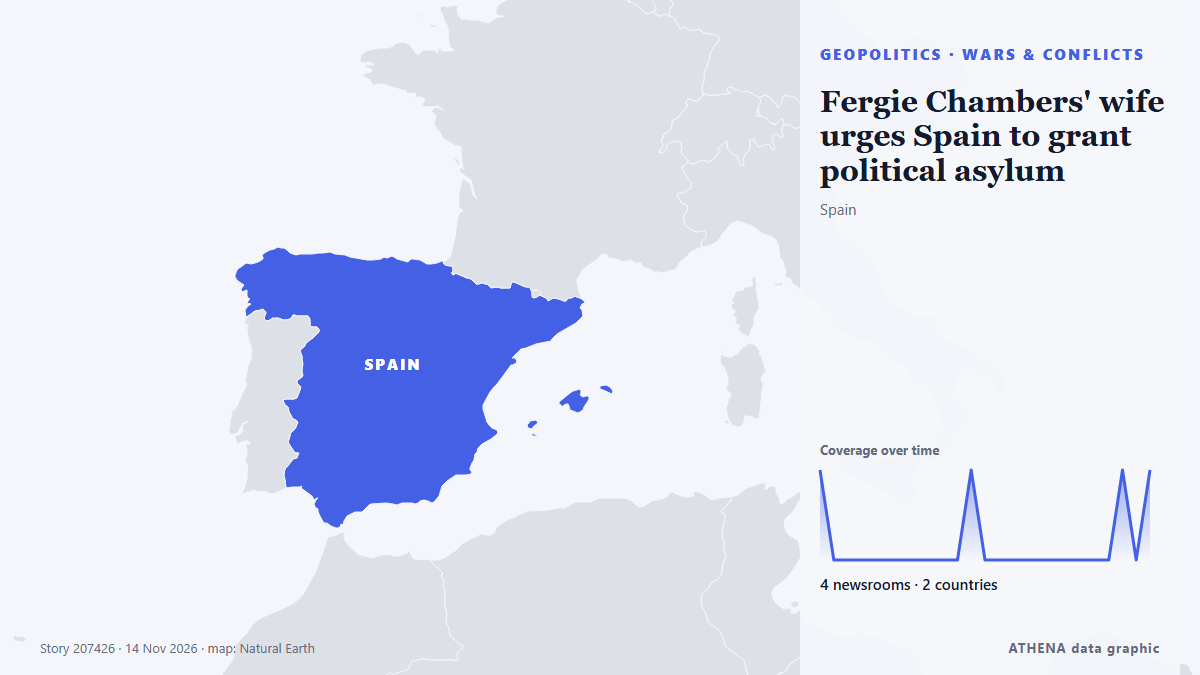 GEOPOLITICS · WARS & CONFLICTS
Fergie Chambers' wife
urges Spain to grant
political asylum
Spain
SPAIN
Coverage over time
4 newsrooms · 2 countries
Story 207426 · 14 Nov 2026 · map: Natural Earth
ATHENA data graphic